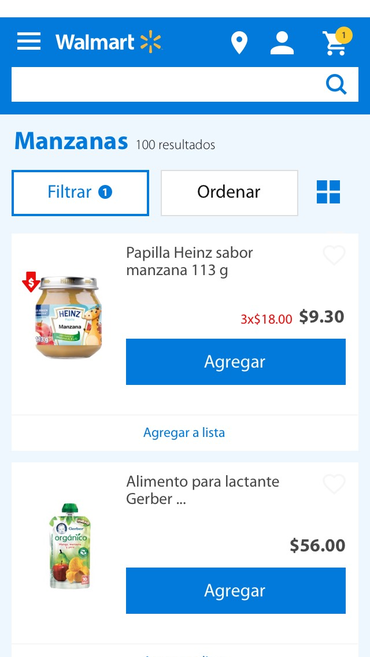 Walmart
1
Manzanas 100 resultados
Filtrar 1
Ordenar
Papilla Heinz sabor
manzana 113 g
$
HEINZ
Manzana
3x$18.00 $9.30
Agregar
Agregar a lista
Alimento para lactante
Gerber ...
Gerber
orgánico
$56.00
Agregar